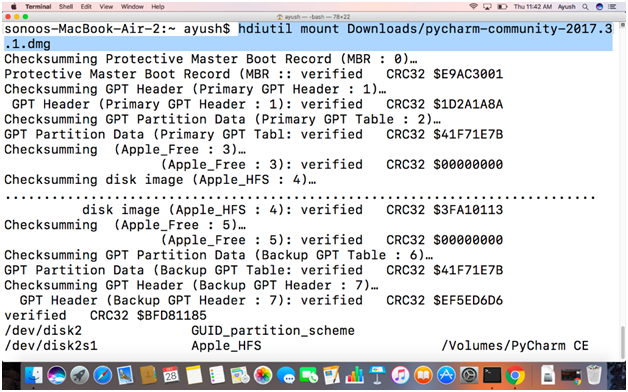 Terminal Shell Edit View Window Help Thu 11:42 AM Ayush
ayush — -bash — 78×22
sonoos-MacBook-Air-2:~ ayush$ hdiutil mount Downloads/pycharm-community-2017.3
.1.dmg
Checksumming Protective Master Boot Record (MBR : 0)…
Protective Master Boot Record (MBR :: verified CRC32 $E9AC3001
Checksumming GPT Header (Primary GPT Header : 1)…
GPT Header (Primary GPT Header : 1): verified CRC32 $1D2A1A8A
Checksumming GPT Partition Data (Primary GPT Table : 2)…
GPT Partition Data (Primary GPT Tabl: verified CRC32 $41F71E7B
Checksumming (Apple_Free : 3)…
(Apple_Free : 3): verified CRC32 $00000000
Checksumming disk image (Apple_HFS : 4)…
...........................................................................
disk image (Apple_HFS : 4): verified CRC32 $3FA10113
Checksumming (Apple_Free : 5)…
(Apple_Free : 5): verified CRC32 $00000000
Checksumming GPT Partition Data (Backup GPT Table : 6)…
GPT Partition Data (Backup GPT Table: verified CRC32 $41F71E7B
Checksumming GPT Header (Backup GPT Header : 7)…
GPT Header (Backup GPT Header : 7): verified CRC32 $EF5ED6D6
verified CRC32 $BFD81185
/dev/disk2 GUID_partition_scheme
/dev/disk2s1 Apple_HFS /Volumes/PyCharm CE
28